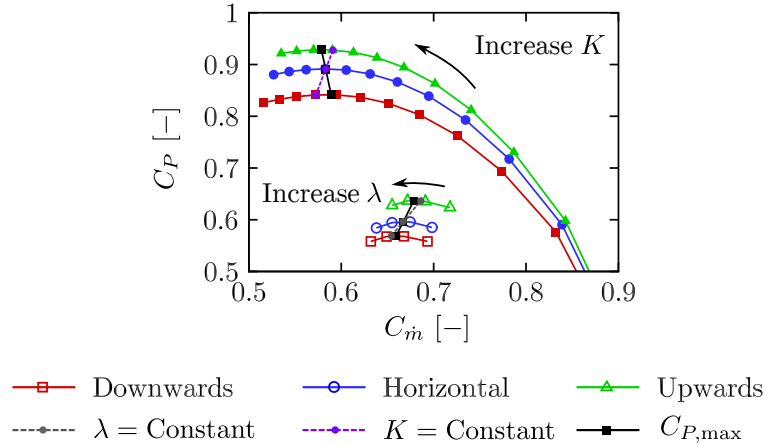 1
0.9
0.8
0.7
0.6
0.5
C_P [−]
Increase K
Increase λ
0.5 0.6 0.7 0.8 0.9
C_ṁ [−]
Downwards Horizontal Upwards
λ = Constant K = Constant C_P,max